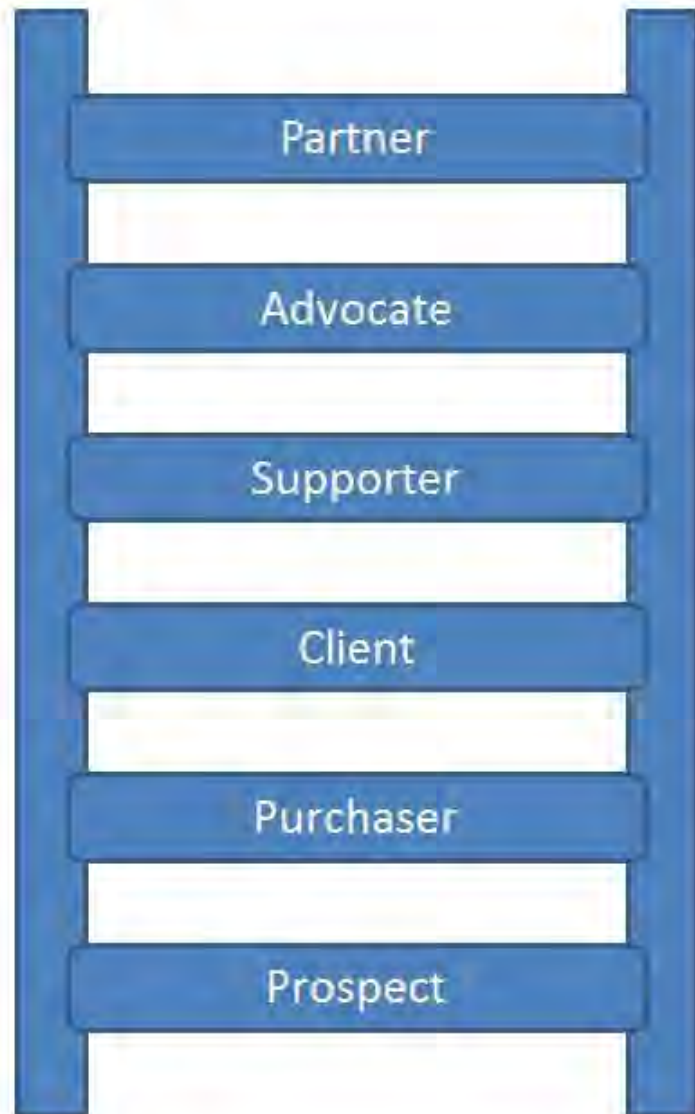 Partner
Advocate
Supporter
Client
Purchaser
Prospect